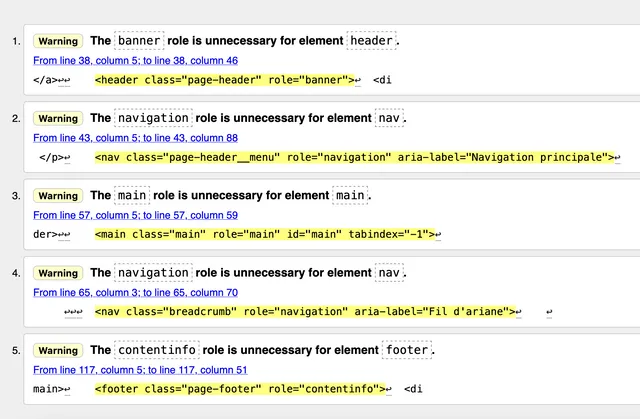 1. Warning The banner role is unnecessary for element header.
From line 38, column 5; to line 38, column 46
</a>↩↩ <header class="page-header" role="banner">↩ <di
2. Warning The navigation role is unnecessary for element nav.
From line 43, column 5; to line 43, column 88
</p>↩ <nav class="page-header__menu" role="navigation" aria-label="Navigation principale">↩
3. Warning The main role is unnecessary for element main.
From line 57, column 5; to line 57, column 59
der>↩↩ <main class="main" role="main" id="main" tabindex="-1">↩
4. Warning The navigation role is unnecessary for element nav.
From line 65, column 3; to line 65, column 70
↩↩↩ <nav class="breadcrumb" role="navigation" aria-label="Fil d'ariane">↩ ↩
5. Warning The contentinfo role is unnecessary for element footer.
From line 117, column 5; to line 117, column 51
main>↩ <footer class="page-footer" role="contentinfo">↩ <di